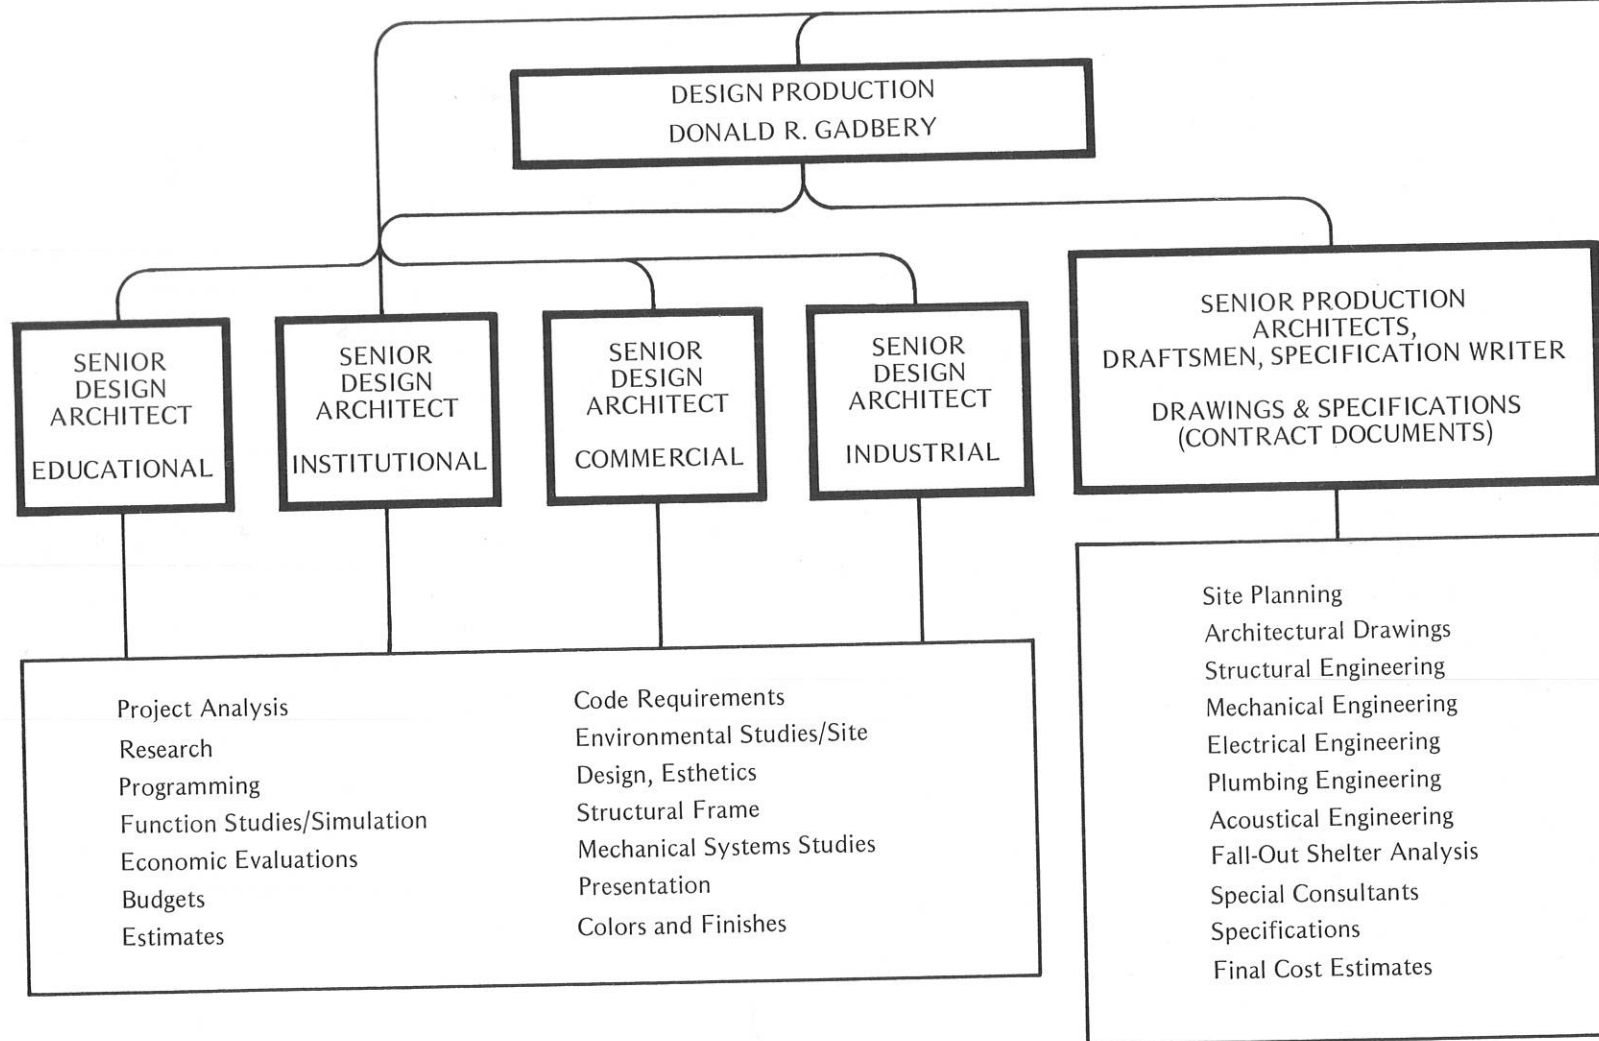 DESIGN PRODUCTION
DONALD R. GADBERY
SENIOR
DESIGN
ARCHITECT
EDUCATIONAL
SENIOR
DESIGN
ARCHITECT
INSTITUTIONAL
SENIOR
DESIGN
ARCHITECT
COMMERCIAL
SENIOR
DESIGN
ARCHITECT
INDUSTRIAL
SENIOR PRODUCTION
ARCHITECTS,
DRAFTSMEN, SPECIFICATION WRITER
DRAWINGS & SPECIFICATIONS
(CONTRACT DOCUMENTS)
Project Analysis
Research
Programming
Function Studies/Simulation
Economic Evaluations
Budgets
Estimates
Code Requirements
Environmental Studies/Site
Design, Esthetics
Structural Frame
Mechanical Systems Studies
Presentation
Colors and Finishes
Site Planning
Architectural Drawings
Structural Engineering
Mechanical Engineering
Electrical Engineering
Plumbing Engineering
Acoustical Engineering
Fall-Out Shelter Analysis
Special Consultants
Specifications
Final Cost Estimates